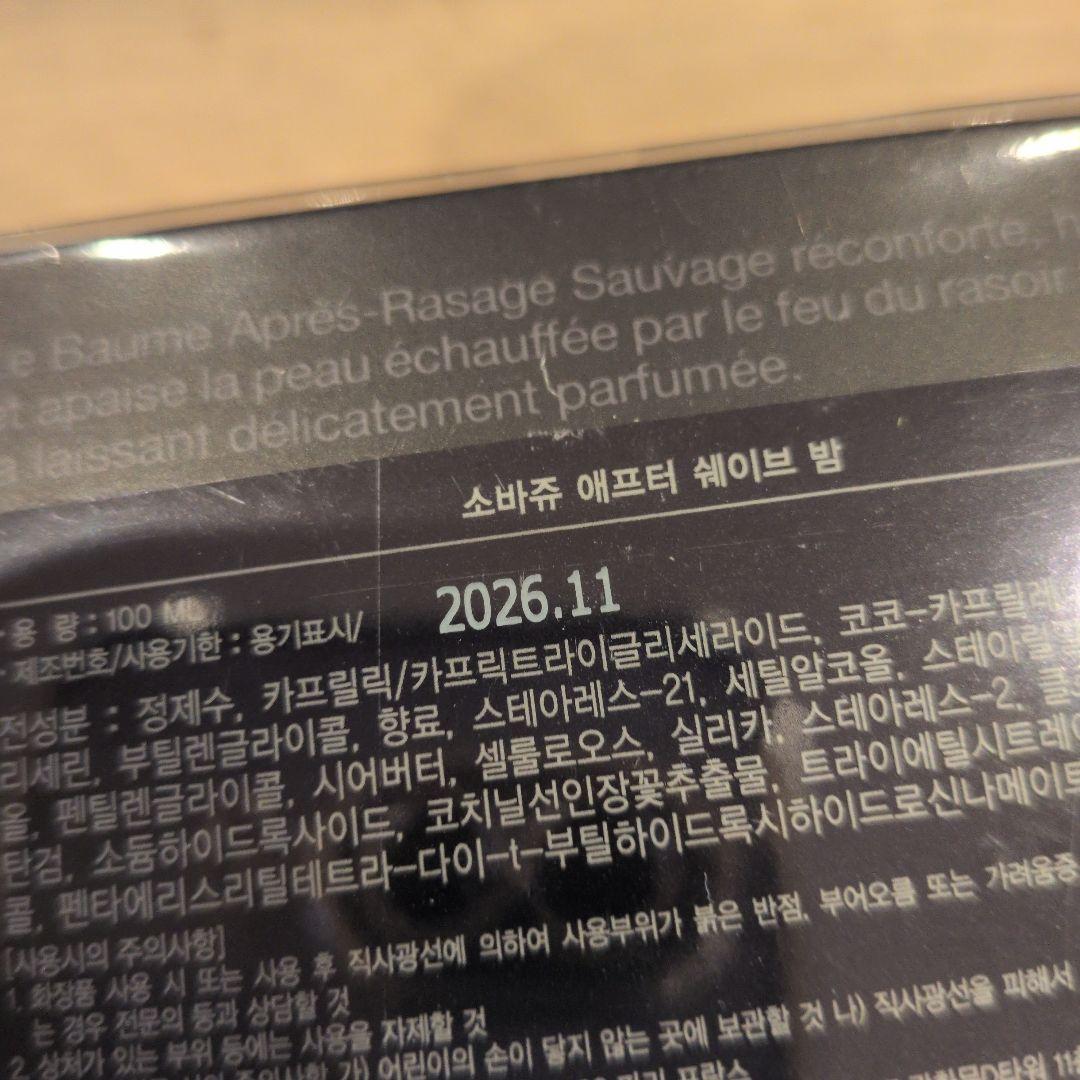 e Baume Après-Rasage Sauvage réconforte, h
t apaise la peau échauffée par le feu du rasoir
a laissant délicatement parfumée.
소바쥬 애프터 쉐이브 밤
용 량 : 100 ML
제조번호/사용기한 : 용기표시/ 2026.11
전성분 : 정제수, 카프릴릭/카프릭트라이글리세라이드, 코코-카프릴레
리세린, 부틸렌글라이콜, 향료, 스테아레스-21, 세틸알코올, 스테아릴
올, 펜틸렌글라이콜, 시어버터, 셀룰로오스, 실리카, 스테아레스-2, 글
탄검, 소듐하이드록사이드, 코치닐선인장꽃추출물, 트라이에틸시트레이
콜, 펜타에리스리틸테트라-다이-t-부틸하이드록시하이드로신나메이트
[사용시의 주의사항]
1. 화장품 사용 시 또는 사용 후 직사광선에 의하여 사용부위가 붉은 반점, 부어오름 또는 가려움증
는 경우 전문의 등과 상담할 것
2. 상처가 있는 부위 등에는 사용을 자제할 것
가) 어린이의 손이 닿지 않는 곳에 보관할 것 나) 직사광선을 피해서
프랑스
D타워 11층